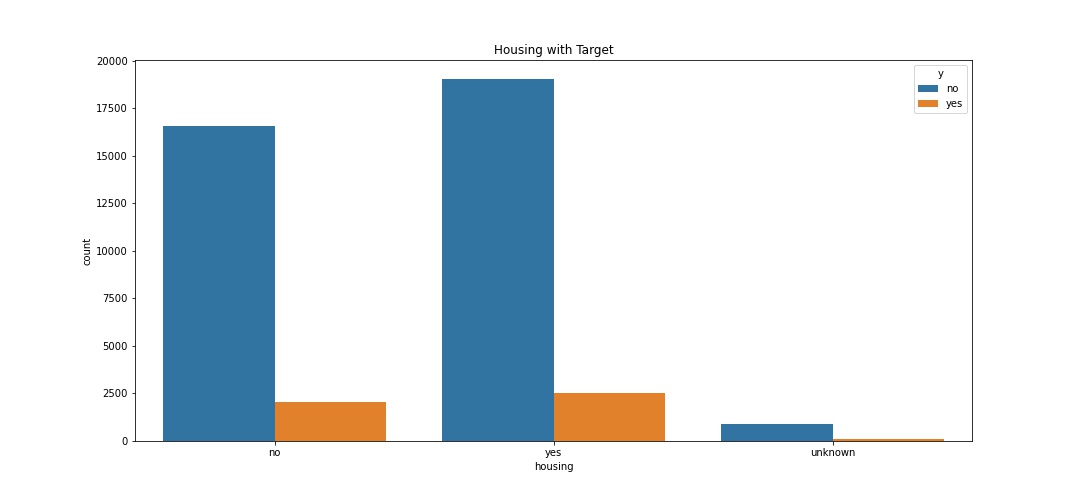 Housing with Target
20000
17500
15000
12500
10000
7500
5000
2500
0
count
y
no
yes
no
yes
unknown
housing